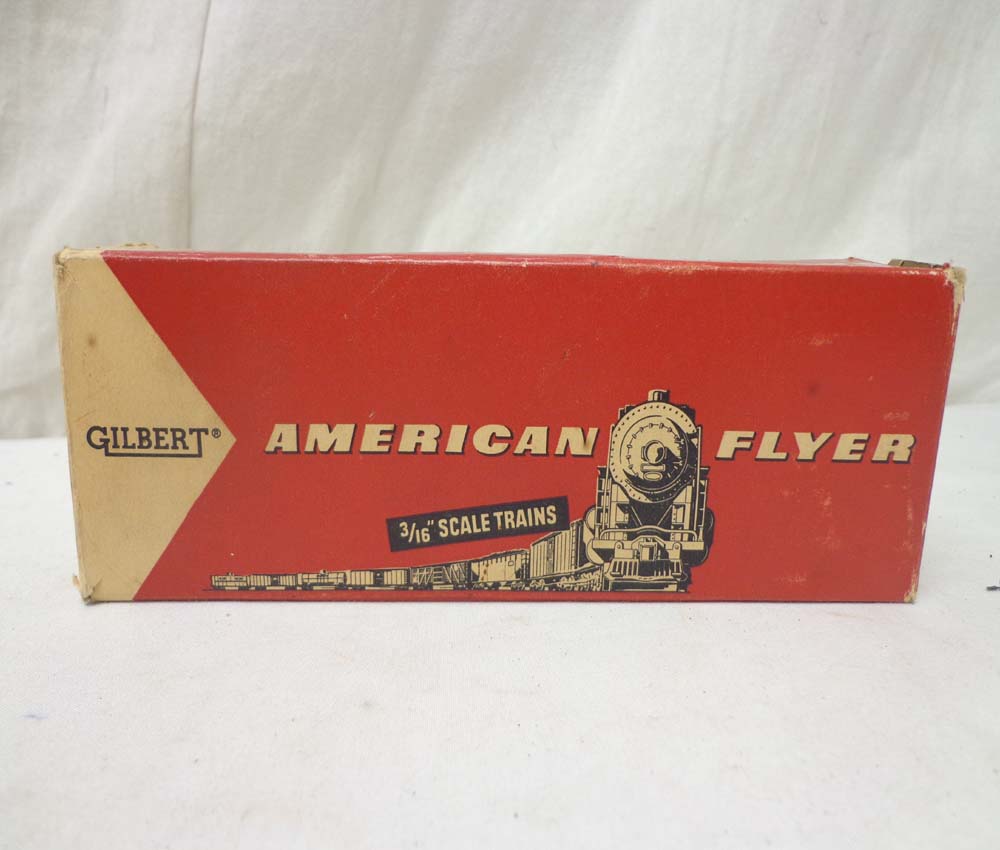 GILBERT®
AMERICAN FLYER
3/16" SCALE TRAINS